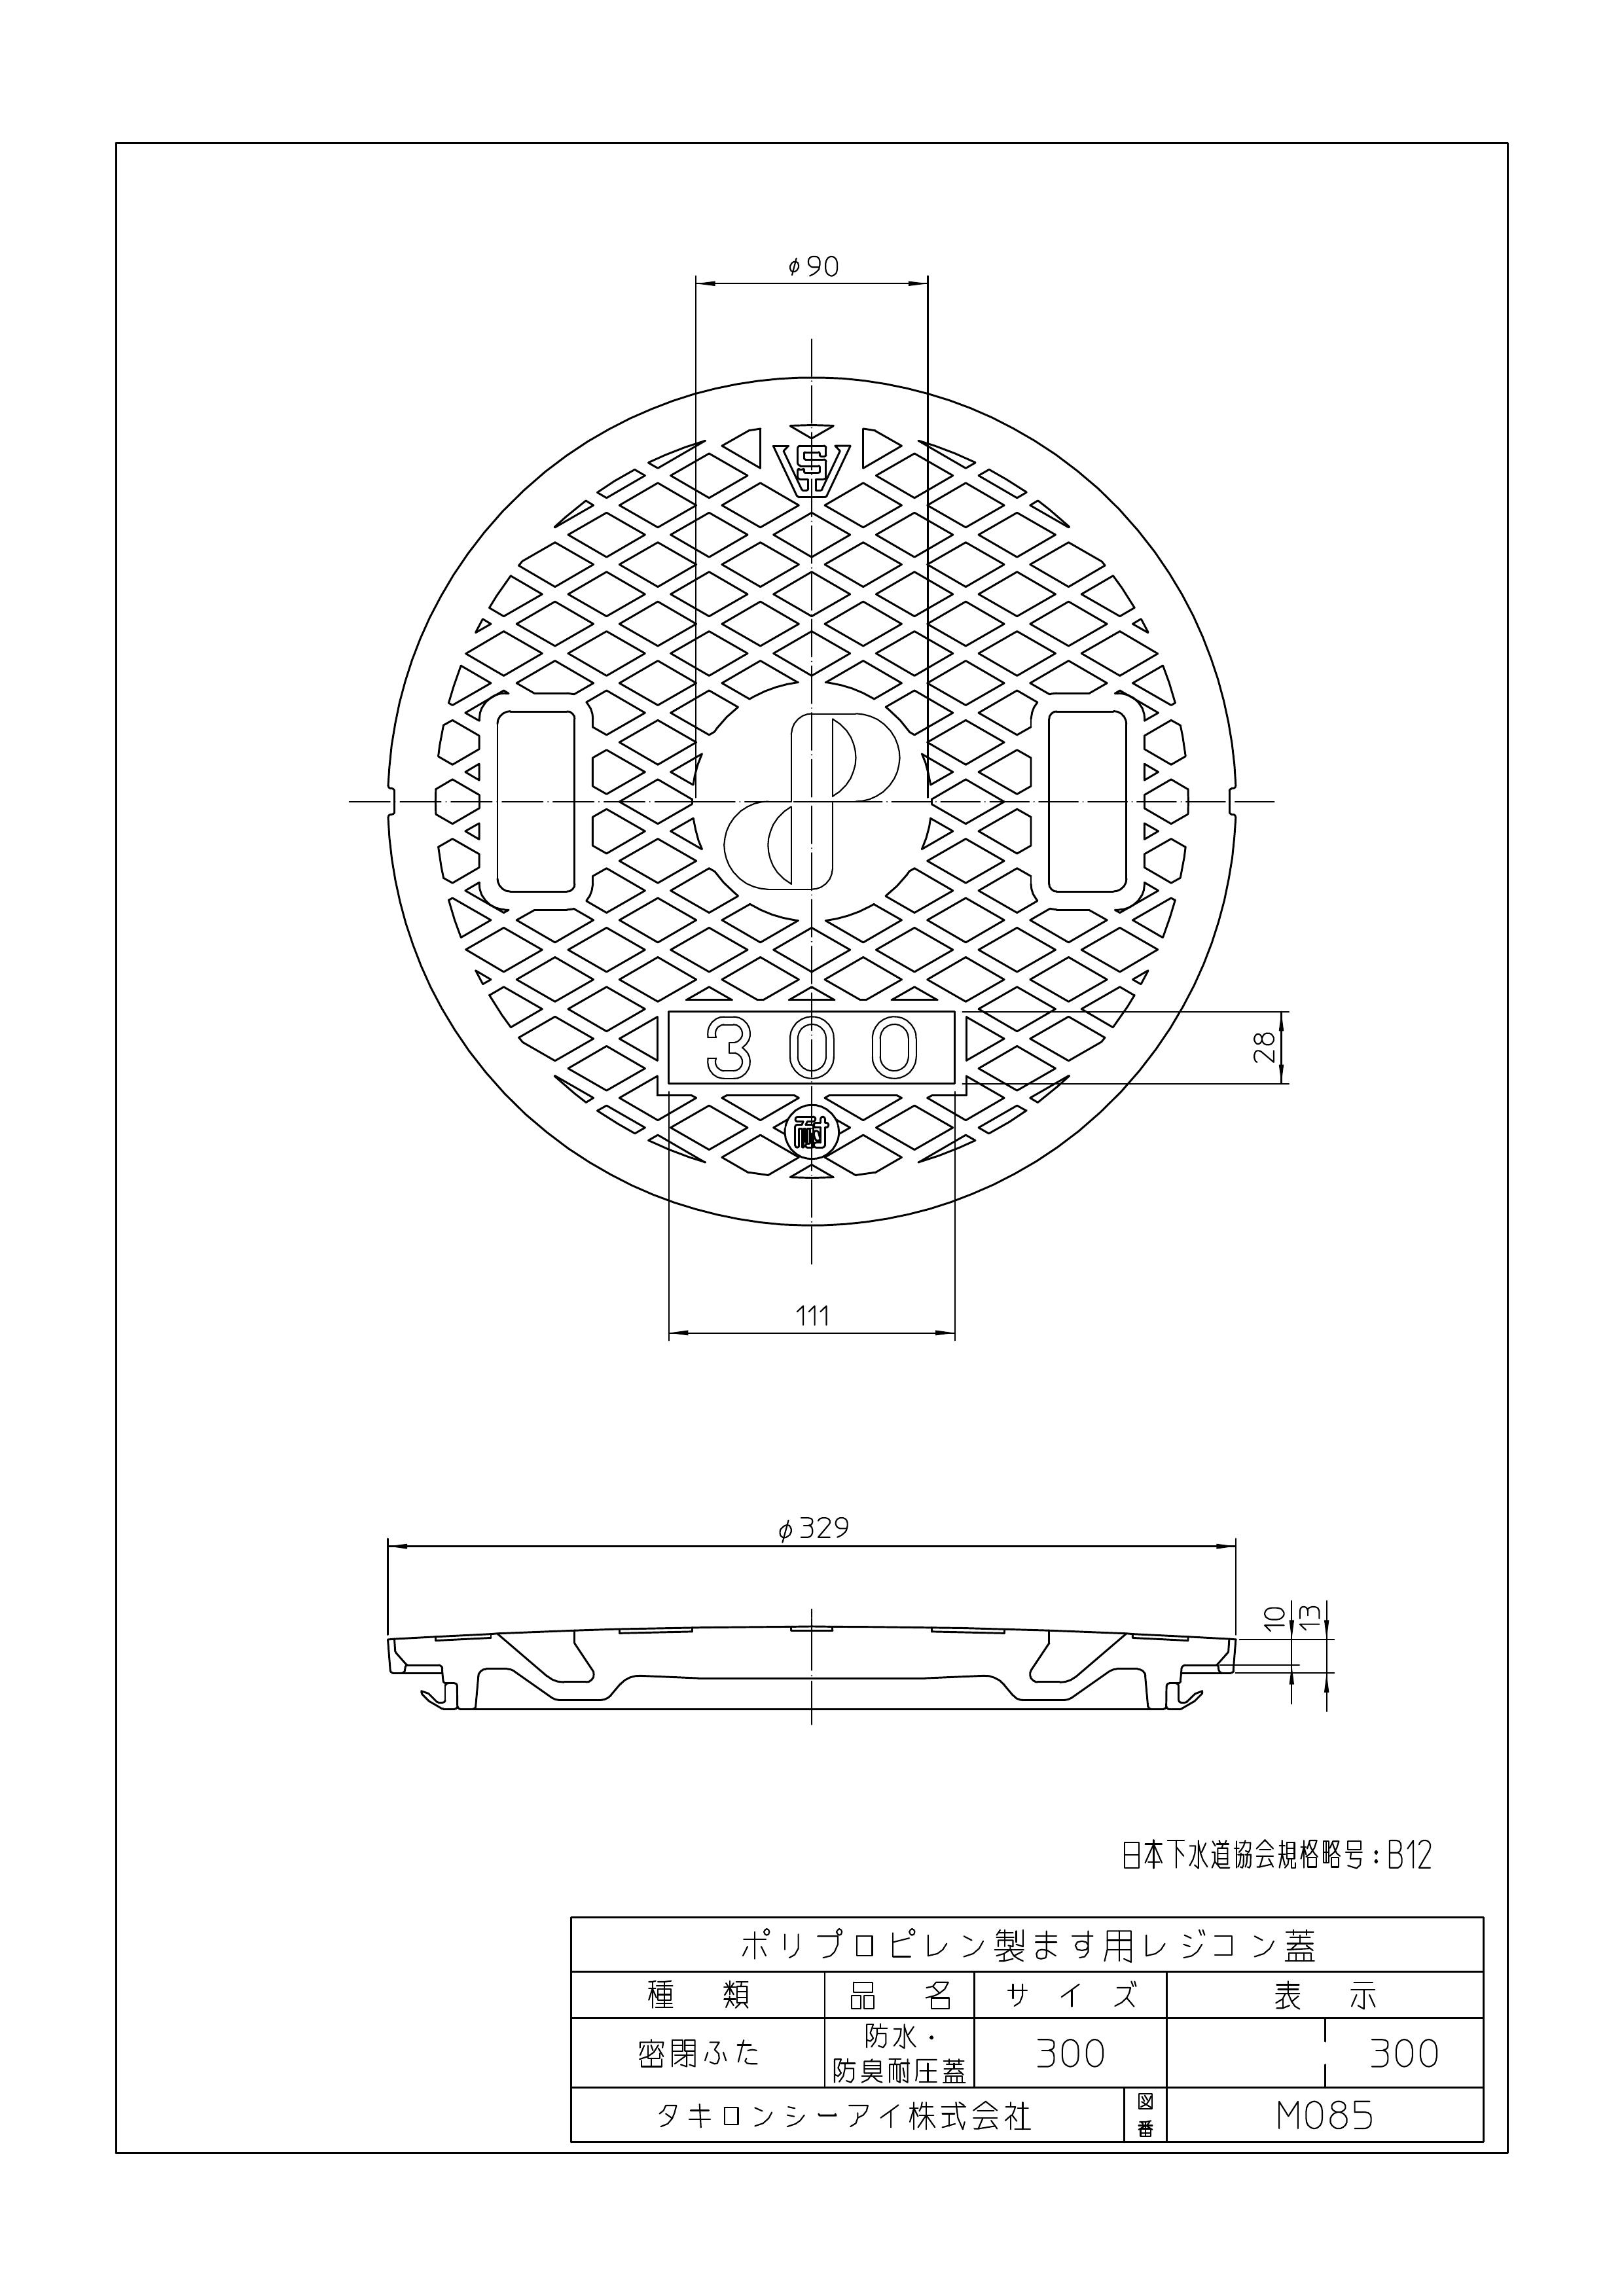 φ90
300
28
耐
111
φ329
10
13
日本下水道協会規格略号:B12
ポリプロピレン製ます用レジコン蓋
種 類 品 名 サ イ ズ 表 示
密閉ふた 防水・ 300 300
防臭耐圧蓋
タキロンシーアイ株式会社 図番 M085